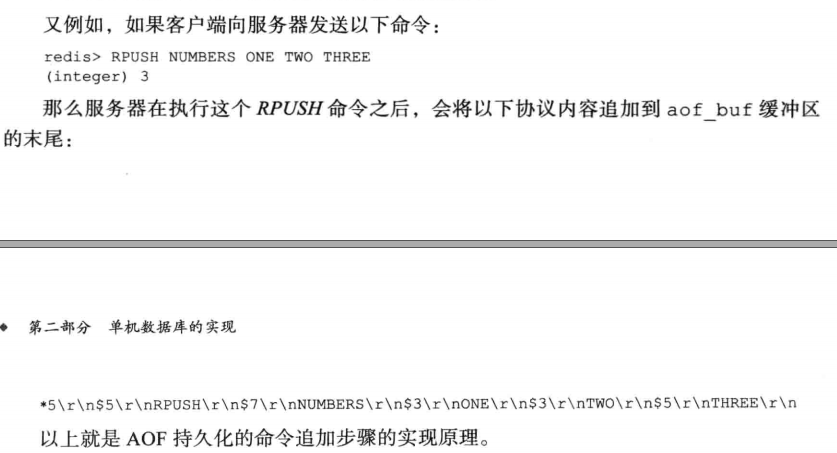 又例如，如果客户端向服务器发送以下命令：
redis> RPUSH NUMBERS ONE TWO THREE
(integer) 3
那么服务器在执行这个 RPUSH 命令之后，会将以下协议内容追加到 aof_buf 缓冲区
的末尾：
◆ 第二部分 单机数据库的实现
*5\r\n$5\r\nRPUSH\r\n$7\r\nNUMBERS\r\n$3\r\nONE\r\n$3\r\nTWO\r\n$5\r\nTHREE\r\n
以上就是 AOF 持久化的命令追加步骤的实现原理。